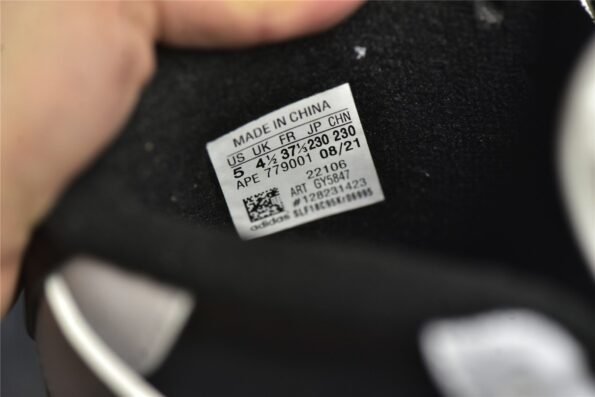 MADE IN CHINA
US UK FR JP CHN
5 4½ 37⅓ 230 230
APE 779001 08/21
22106
ART GY5847
#128231423
adidas